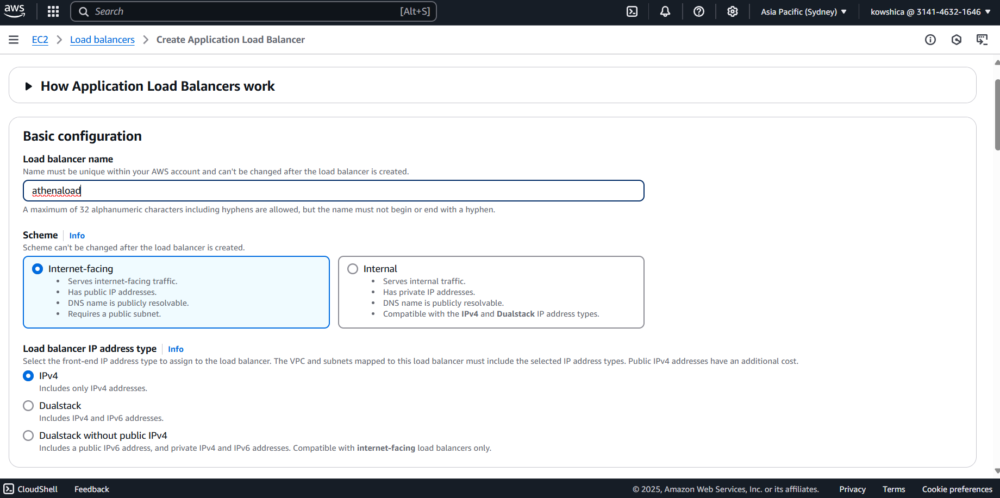 aws
Search [Alt+S]
Asia Pacific (Sydney) kowshica @ 3141-4632-1646
EC2 Load balancers Create Application Load Balancer
How Application Load Balancers work
Basic configuration
Load balancer name
Name must be unique within your AWS account and can't be changed after the load balancer is created.
athenaload
A maximum of 32 alphanumeric characters including hyphens are allowed, but the name must not begin or end with a hyphen.
Scheme Info
Scheme can't be changed after the load balancer is created.
Internet-facing
• Serves internet-facing traffic.
• Has public IP addresses.
• DNS name is publicly resolvable.
• Requires a public subnet.
Internal
• Serves internal traffic.
• Has private IP addresses.
• DNS name is publicly resolvable.
• Compatible with the IPv4 and Dualstack IP address types.
Load balancer IP address type Info
Select the front-end IP address type to assign to the load balancer. The VPC and subnets mapped to this load balancer must include the selected IP address types. Public IPv4 addresses have an additional cost.
IPv4
Includes only IPv4 addresses.
Dualstack
Includes IPv4 and IPv6 addresses.
Dualstack without public IPv4
Includes a public IPv6 address, and private IPv4 and IPv6 addresses. Compatible with internet-facing load balancers only.
CloudShell Feedback © 2025, Amazon Web Services, Inc. or its affiliates. Privacy Terms Cookie preferences